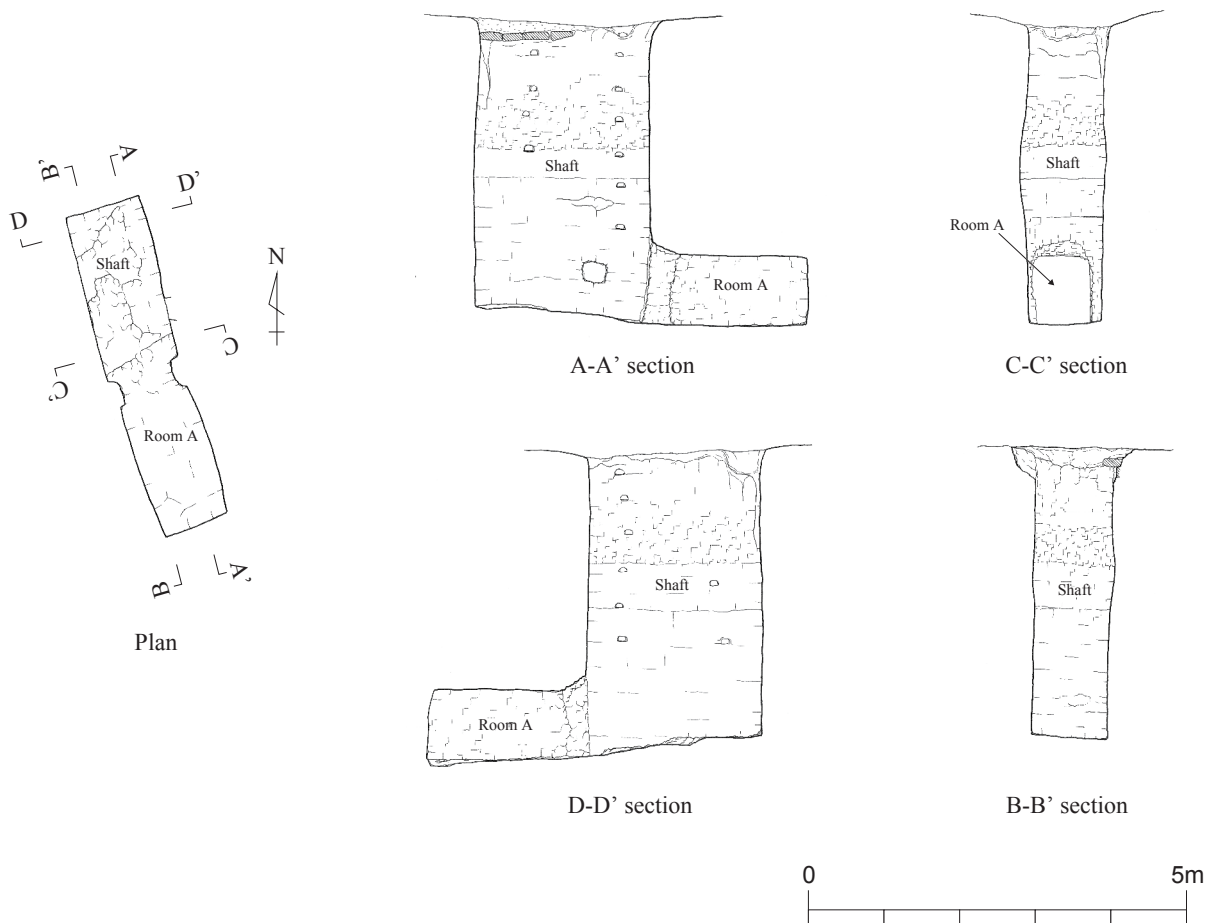 Shaft
Room A
A-A’ section
Shaft
Room A
C-C’ section
B’
A
D
D’
Shaft
N
C
C’
Room A
B
A’
Plan
Shaft
Room A
D-D’ section
Shaft
B-B’ section
0
5m